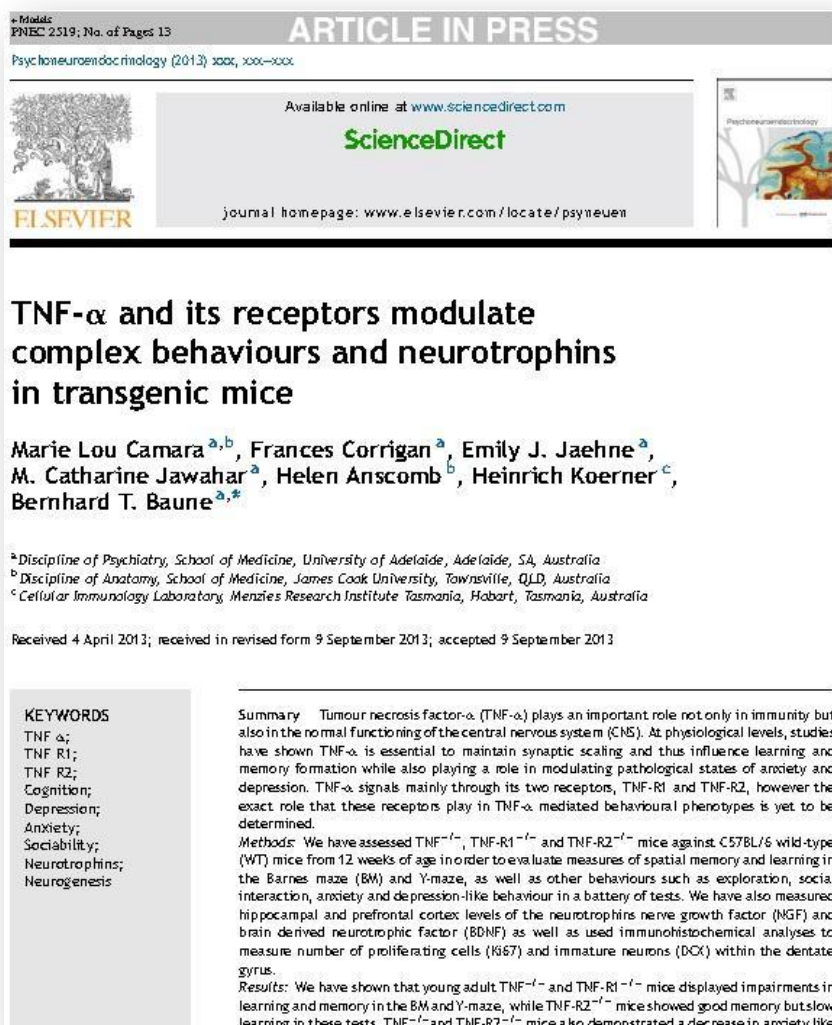 + Models
PNEC 2519; No. of Pages 13
ARTICLE IN PRESS
Psychoneuroendocrinology (2013) xxx, xxx—xxx
Available online at www.sciencedirect.com
ScienceDirect
journal homepage: www.elsevier.com/locate/psyneuen
ELSEVIER
Psychoneuroendocrinology
TNF-α and its receptors modulate
complex behaviours and neurotrophins
in transgenic mice
Marie Lou Camara a,b, Frances Corrigan a, Emily J. Jaehne a,
M. Catharine Jawahar a, Helen Anscomb b, Heinrich Koerner c,
Bernhard T. Baune a,*
a Discipline of Psychiatry, School of Medicine, University of Adelaide, Adelaide, SA, Australia
b Discipline of Anatomy, School of Medicine, James Cook University, Townsville, QLD, Australia
c Cellular Immunology Laboratory, Menzies Research Institute Tasmania, Hobart, Tasmania, Australia
Received 4 April 2013; received in revised form 9 September 2013; accepted 9 September 2013
KEYWORDS
TNF α;
TNF R1;
TNF R2;
Cognition;
Depression;
Anxiety;
Sociability;
Neurotrophins;
Neurogenesis
Summary Tumour necrosis factor-α (TNF-α) plays an important role not only in immunity but
also in the normal functioning of the central nervous system (CNS). At physiological levels, studies
have shown TNF-α is essential to maintain synaptic scaling and thus influence learning and
memory formation while also playing a role in modulating pathological states of anxiety and
depression. TNF-α signals mainly through its two receptors, TNF-R1 and TNF-R2, however the
exact role that these receptors play in TNF-α mediated behavioural phenotypes is yet to be
determined.
Methods: We have assessed TNF−/−, TNF-R1−/− and TNF-R2−/− mice against C57BL/6 wild-type
(WT) mice from 12 weeks of age in order to evaluate measures of spatial memory and learning in
the Barnes maze (BM) and Y-maze, as well as other behaviours such as exploration, social
interaction, anxiety and depression-like behaviour in a battery of tests. We have also measured
hippocampal and prefrontal cortex levels of the neurotrophins nerve growth factor (NGF) and
brain derived neurotrophic factor (BDNF) as well as used immunohistochemical analyses to
measure number of proliferating cells (Ki67) and immature neurons (DCX) within the dentate
gyrus.
Results: We have shown that young adult TNF−/− and TNF-R1−/− mice displayed impairments in
learning and memory in the BM and Y-maze, while TNF-R2−/− mice showed good memory but slow
learning in these tests. TNF−/− and TNF-R2−/− mice also demonstrated a decrease in anxiety like